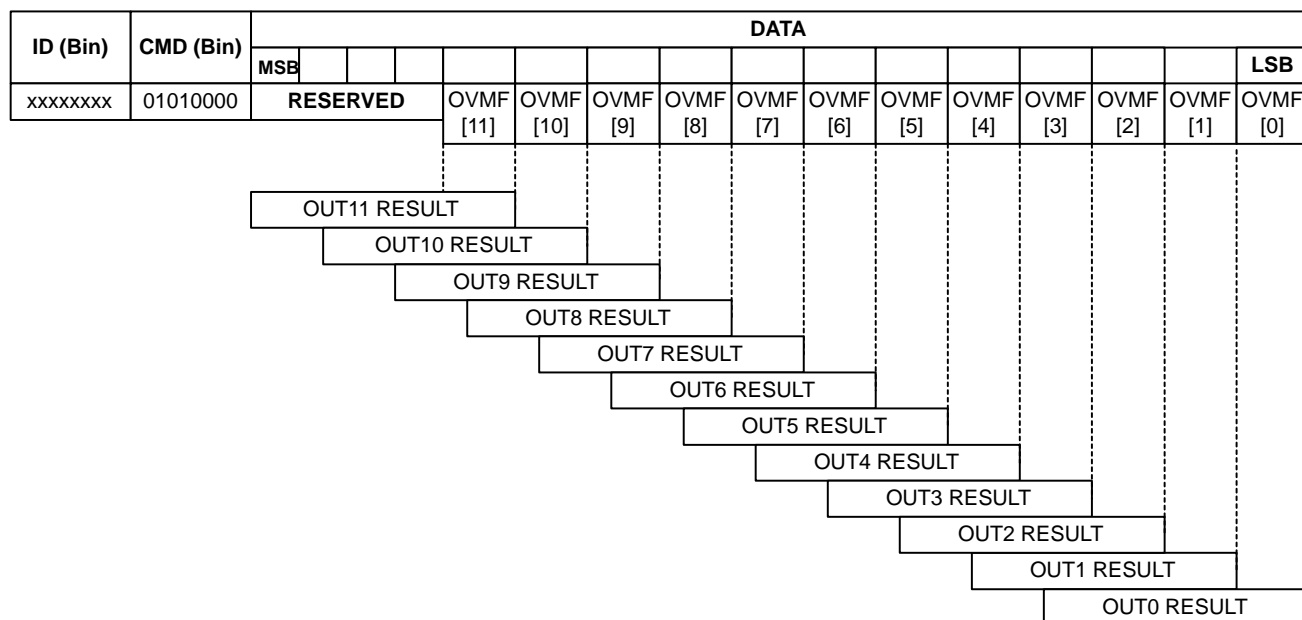 DATA
ID (Bin) CMD (Bin)
MSB LSB
xxxxxxxx 01010000 RESERVED OVMF OVMF OVMF OVMF OVMF OVMF OVMF OVMF OVMF OVMF OVMF OVMF
[11] [10] [9] [8] [7] [6] [5] [4] [3] [2] [1] [0]
OUT11 RESULT
OUT10 RESULT
OUT9 RESULT
OUT8 RESULT
OUT7 RESULT
OUT6 RESULT
OUT5 RESULT
OUT4 RESULT
OUT3 RESULT
OUT2 RESULT
OUT1 RESULT
OUT0 RESULT